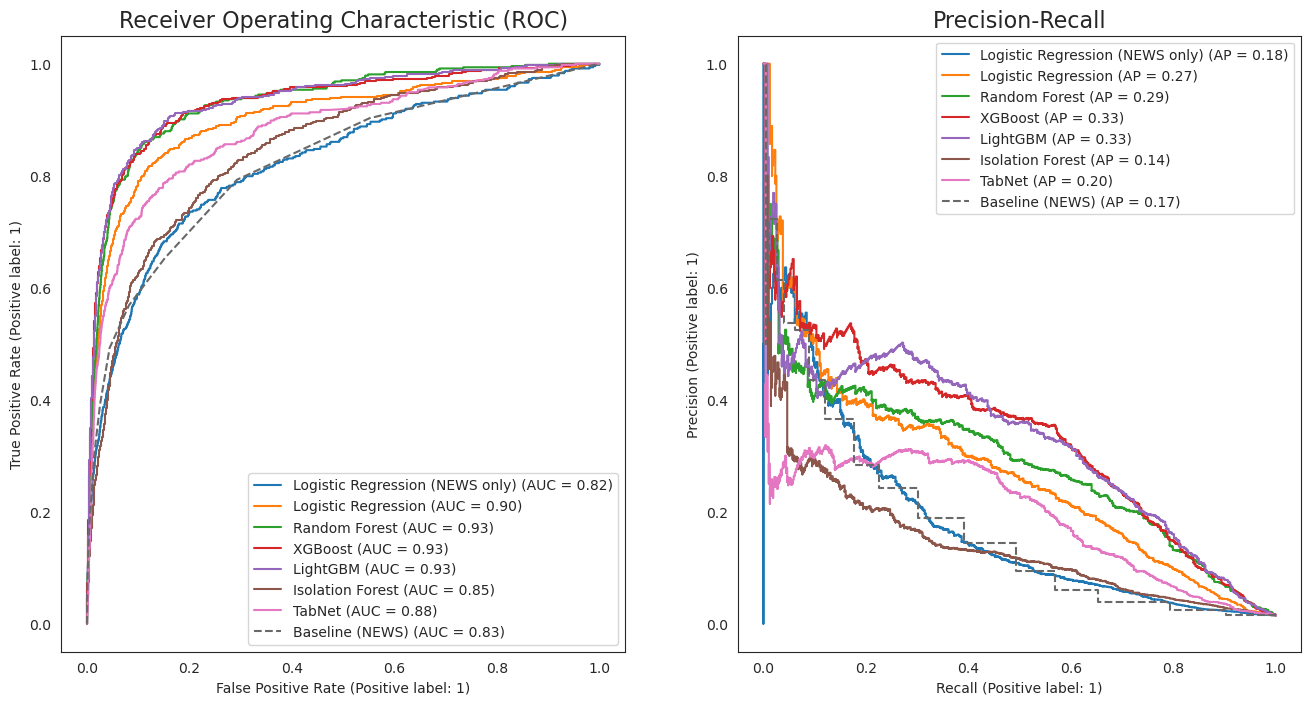 Receiver Operating Characteristic (ROC)
True Positive Rate (Positive label: 1)
1.0
0.8
0.6
0.4
0.2
0.0
Logistic Regression (NEWS only) (AUC = 0.82)
Logistic Regression (AUC = 0.90)
Random Forest (AUC = 0.93)
XGBoost (AUC = 0.93)
LightGBM (AUC = 0.93)
Isolation Forest (AUC = 0.85)
TabNet (AUC = 0.88)
Baseline (NEWS) (AUC = 0.83)
0.0 0.2 0.4 0.6 0.8 1.0
False Positive Rate (Positive label: 1)
Precision-Recall
Precision (Positive label: 1)
1.0
0.8
0.6
0.4
0.2
0.0
Logistic Regression (NEWS only) (AP = 0.18)
Logistic Regression (AP = 0.27)
Random Forest (AP = 0.29)
XGBoost (AP = 0.33)
LightGBM (AP = 0.33)
Isolation Forest (AP = 0.14)
TabNet (AP = 0.20)
Baseline (NEWS) (AP = 0.17)
0.0 0.2 0.4 0.6 0.8 1.0
Recall (Positive label: 1)